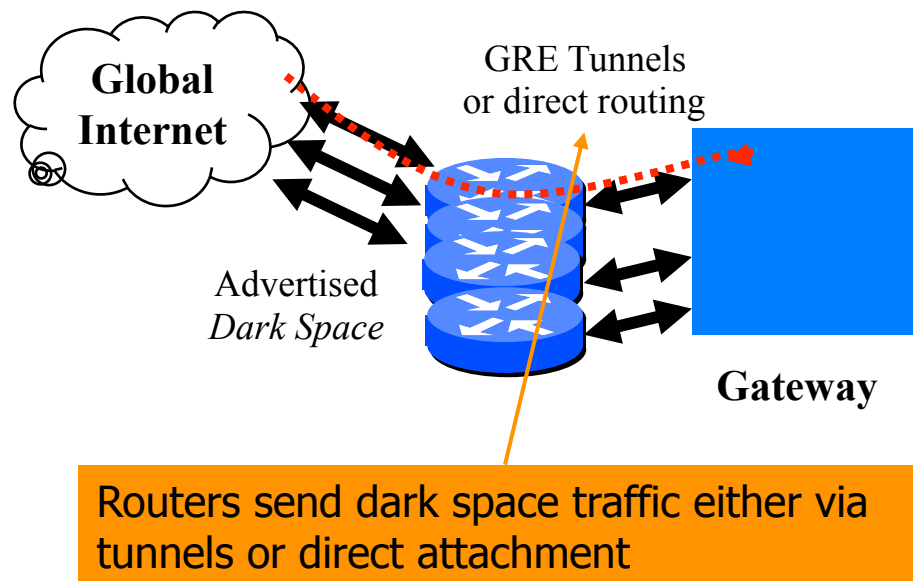 Global
Internet
GRE Tunnels
or direct routing
Advertised
Dark Space
Gateway
Routers send dark space traffic either via
tunnels or direct attachment